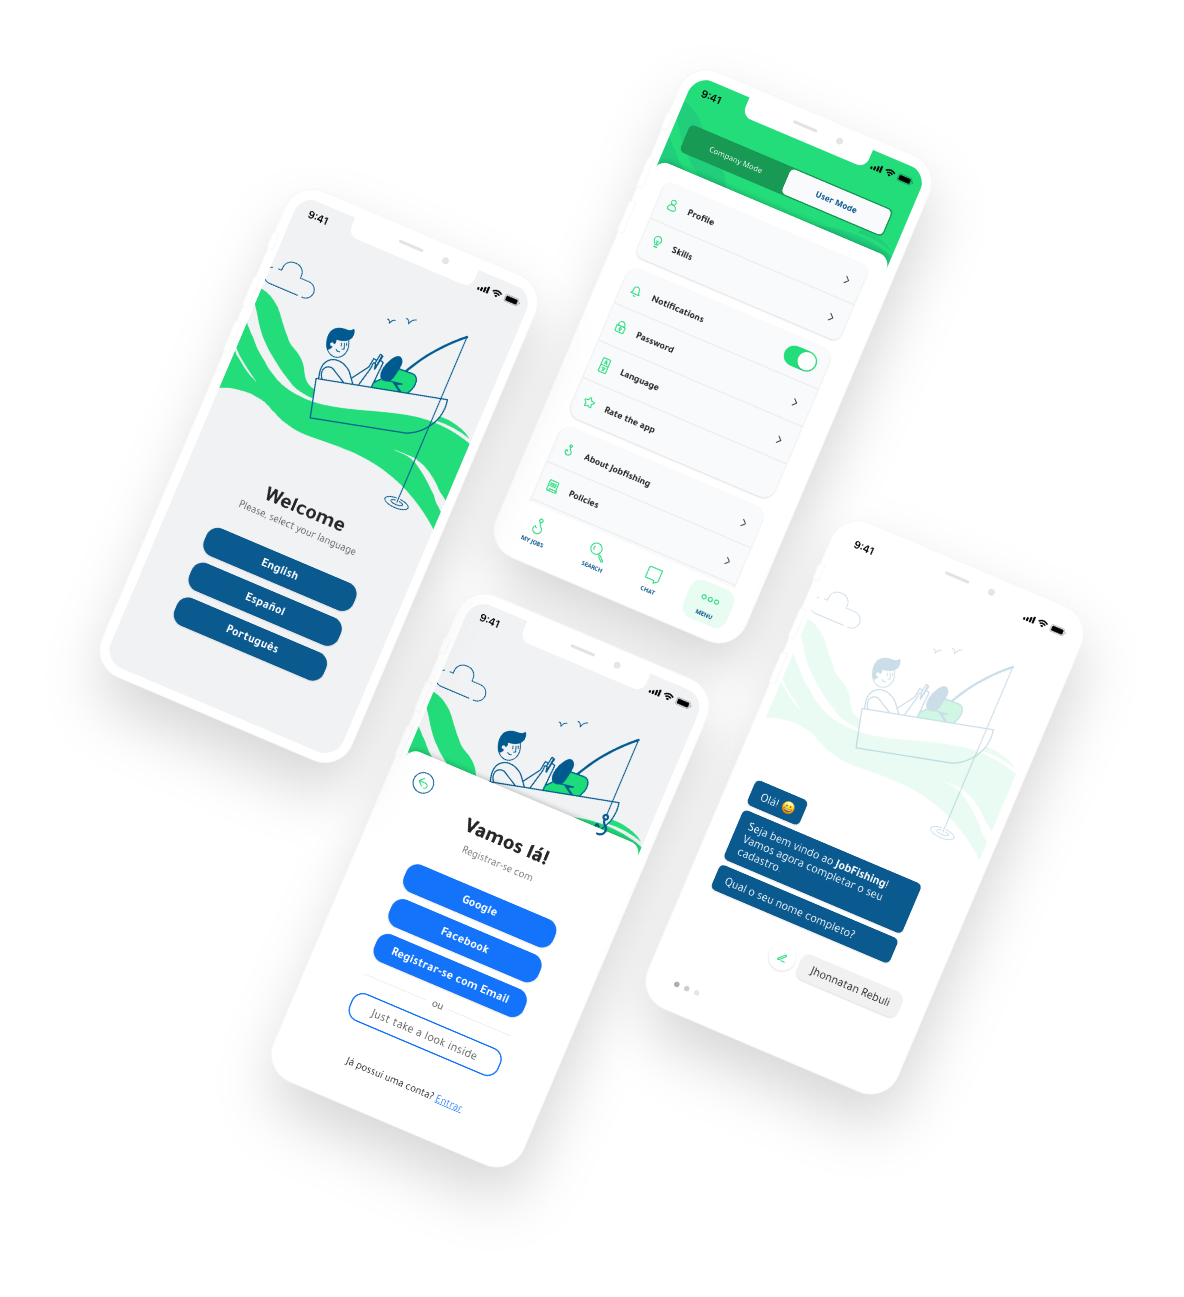 9:41
Welcome
Please, select your language
English
Español
Português
9:41
Company Mode
User Mode
Profile
Skills
Notifications
Password
Language
Rate the app
About Jobfishing
Policies
MY JOBS
SEARCH
CHAT
MENU
9:41
Vamos lá!
Registrar-se com
Google
Facebook
Registrar-se com Email
ou
Just take a look inside
Já possui uma conta? Entrar
9:41
Olá! 😄
Seja bem vindo ao JobFishing!
Vamos agora completar o seu
cadastro
Qual o seu nome completo?
Jhonnatan Rebuli